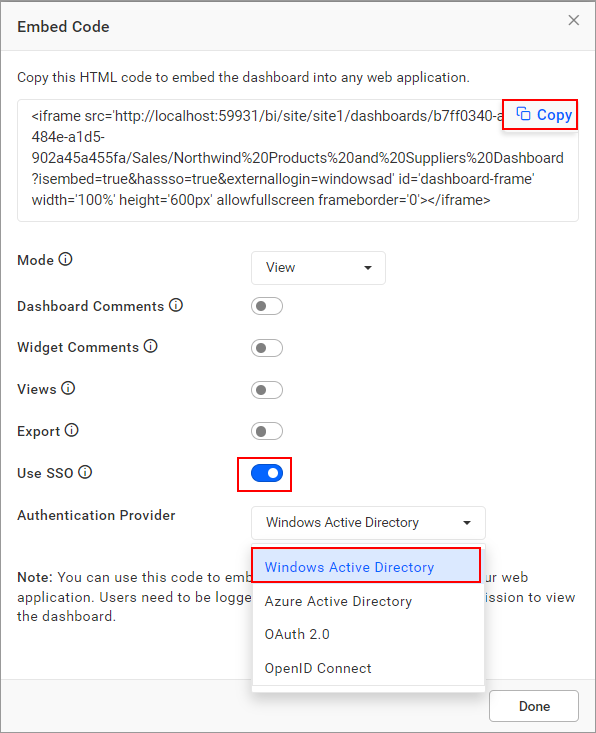 Embed Code
Copy this HTML code to embed the dashboard into any web application.
<iframe src='http://localhost:59931/bi/site/site1/dashboards/b7ff0340-a
Copy
484e-a1d5-
902a45a455fa/Sales/Northwind%20Products%20and%20Suppliers%20Dashboard
?isembed=true&hassso=true&externallogin=windowsad' id='dashboard-frame'
width='100%' height='600px' allowfullscreen frameborder='0'></iframe>
Mode
View
Dashboard Comments
Widget Comments
Views
Export
Use SSO
Authentication Provider
Windows Active Directory
Windows Active Directory
Azure Active Directory
OAuth 2.0
OpenID Connect
Note: You can use this code to emb ur web
application. Users need to be logge ission to view
the dashboard.
Done